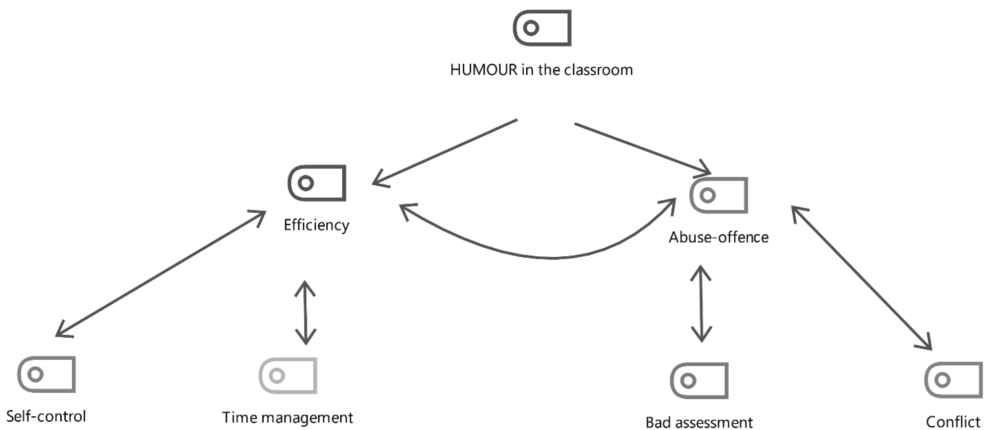 HUMOUR in the classroom
Efficiency
Abuse-offence
Self-control
Time management
Bad assessment
Conflict